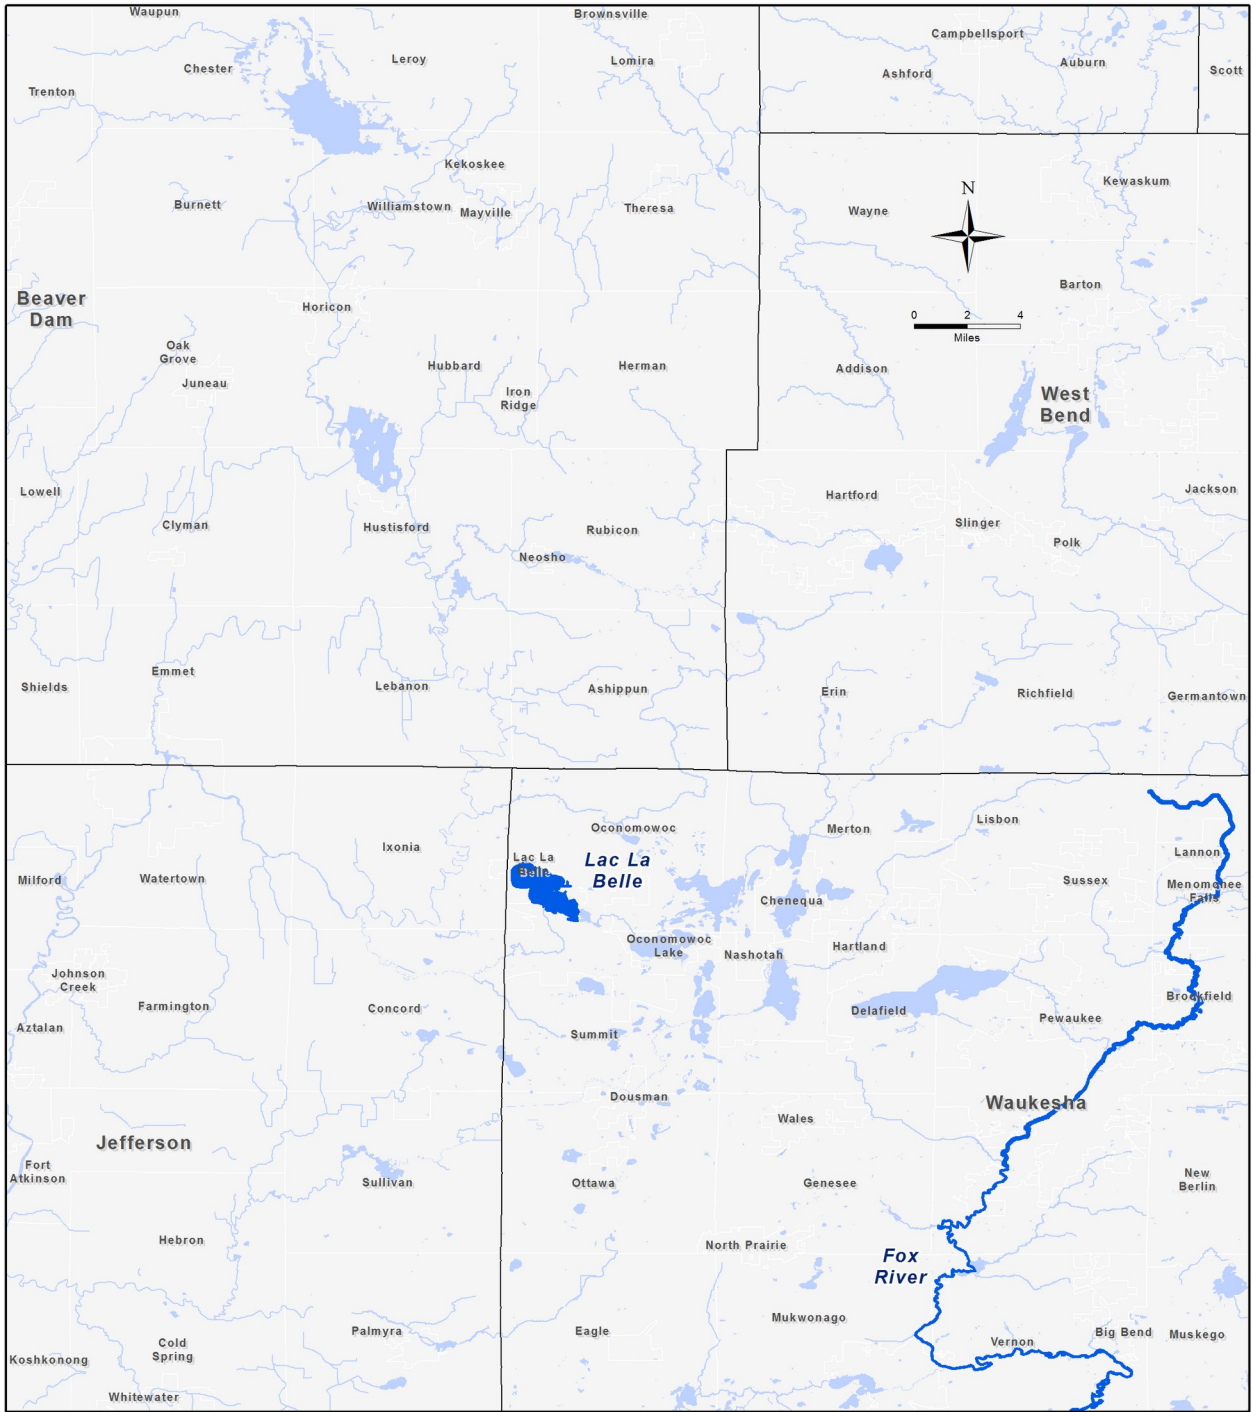 Waupun
Brownsville
Campbellsport
Leroy
Lomira
Auburn
Chester
Ashford
Scott
Trenton
Kekoskee
Kewaskum
N
Burnett
Williamstown
Mayville
Theresa
Wayne
Barton
Beaver
Dam
Horicon
0 2 4
Miles
Oak
Grove
Juneau
Hubbard
Herman
Addison
Iron
Ridge
West
Bend
Lowell
Hartford
Jackson
Clyman
Hustisford
Rubicon
Slinger
Polk
Neosho
Emmet
Shields
Lebanon
Ashippun
Erin
Richfield
Germantown
Oconomowoc
Merton
Lisbon
Ixonia
Lac La
Belle
Lac La
Belle
Lannon
Milford
Watertown
Sussex
Menomonee
Falls
Chenequa
Oconomowoc
Lake
Nashotah
Hartland
Johnson
Creek
Farmington
Concord
Delafield
Brookfield
Aztalan
Summit
Pewaukee
Dousman
Waukesha
Wales
Jefferson
Fort
Atkinson
Sullivan
Ottawa
Genesee
New
Berlin
Hebron
North Prairie
Fox
River
Mukwonago
Palmyra
Eagle
Vernon
Big Bend
Muskego
Cold
Spring
Koshkonong
Whitewater